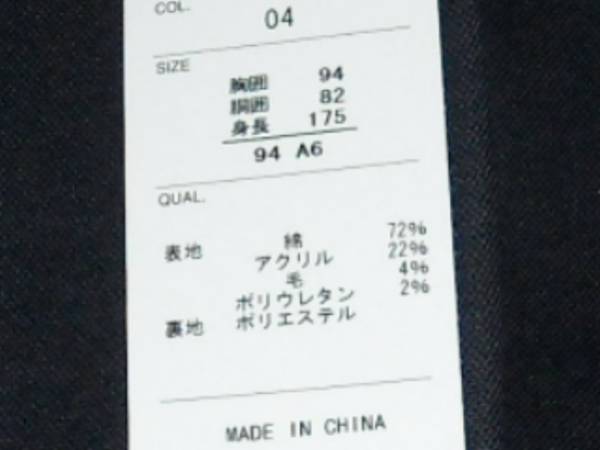 COL.
04
SIZE
胸囲 94
胴囲 82
身長 175
94 A6
QUAL.
表地 綿 72%
アクリル 22%
毛 4%
ポリウレタン 2%
裏地 ポリエステル
MADE IN CHINA